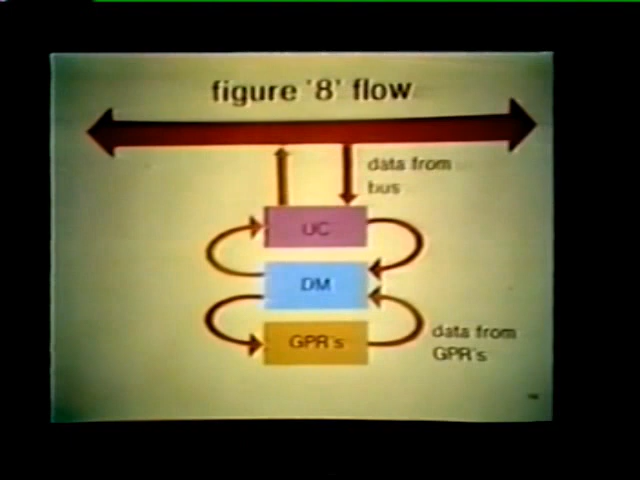 figure '8' flow
data from
bus
UC
DM
GPR's
data from
GPR's